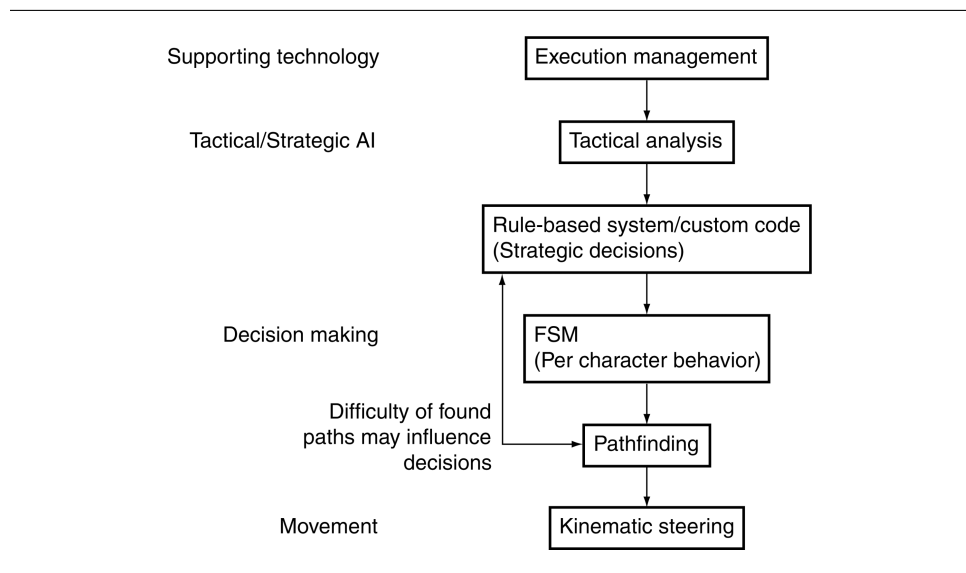 Supporting technology
Execution management
Tactical/Strategic AI
Tactical analysis
Rule-based system/custom code
(Strategic decisions)
Decision making
FSM
(Per character behavior)
Difficulty of found
paths may influence
decisions
Pathfinding
Movement
Kinematic steering